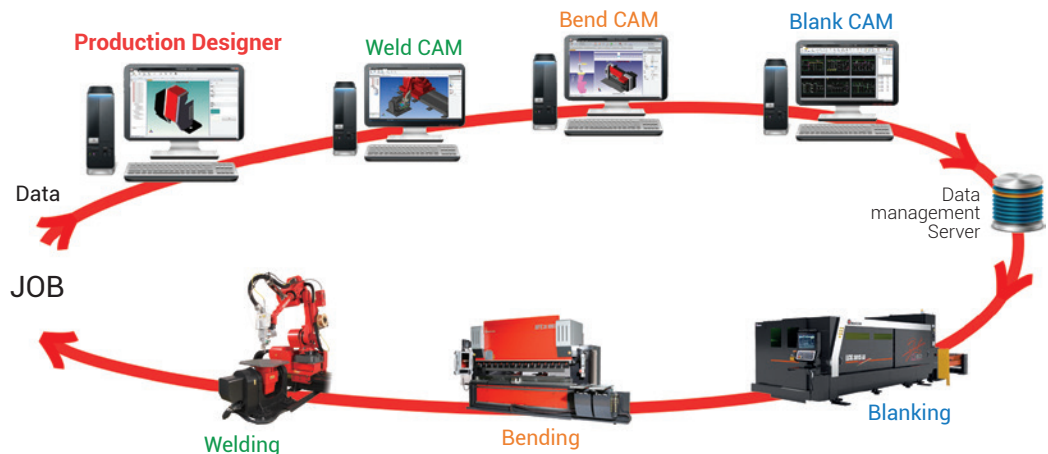 Production Designer
Weld CAM
Bend CAM
Blank CAM
Data
Data
management
Server
JOB
Welding
Bending
Blanking